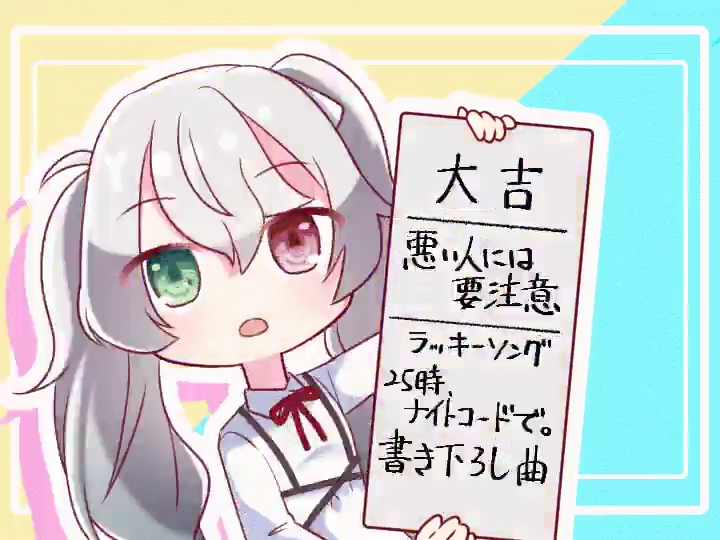 大吉
悪い人には
要注意
ラッキーソング
25時、
ナイトコードで。
書き下ろし曲